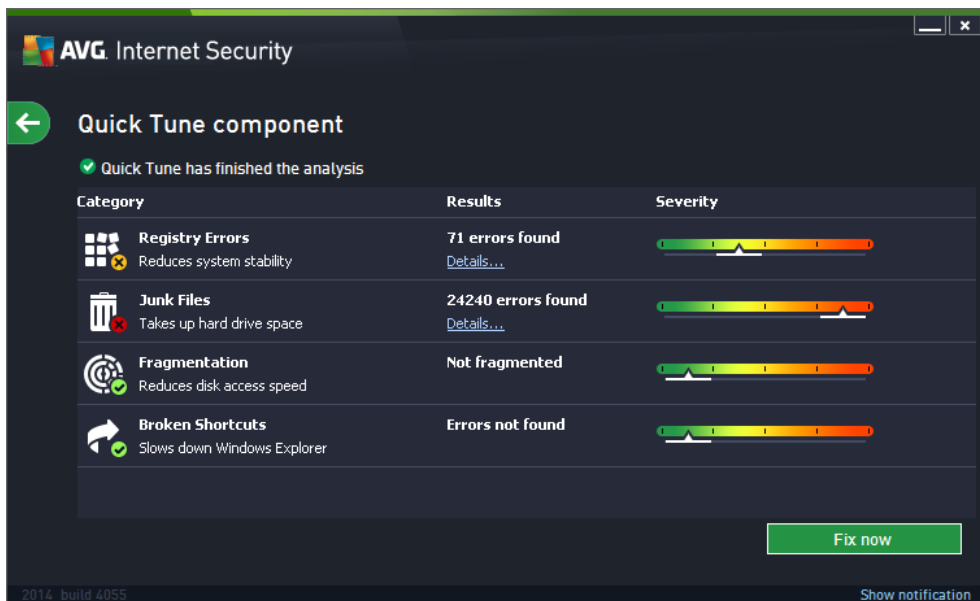 AVG. Internet Security
Quick Tune component
Quick Tune has finished the analysis
Category Results Severity
Registry Errors 71 errors found
Reduces system stability Details...
Junk Files 24240 errors found
Takes up hard drive space Details...
Fragmentation Not fragmented
Reduces disk access speed
Broken Shortcuts Errors not found
Slows down Windows Explorer
Fix now
2014 build 4055 Show notification